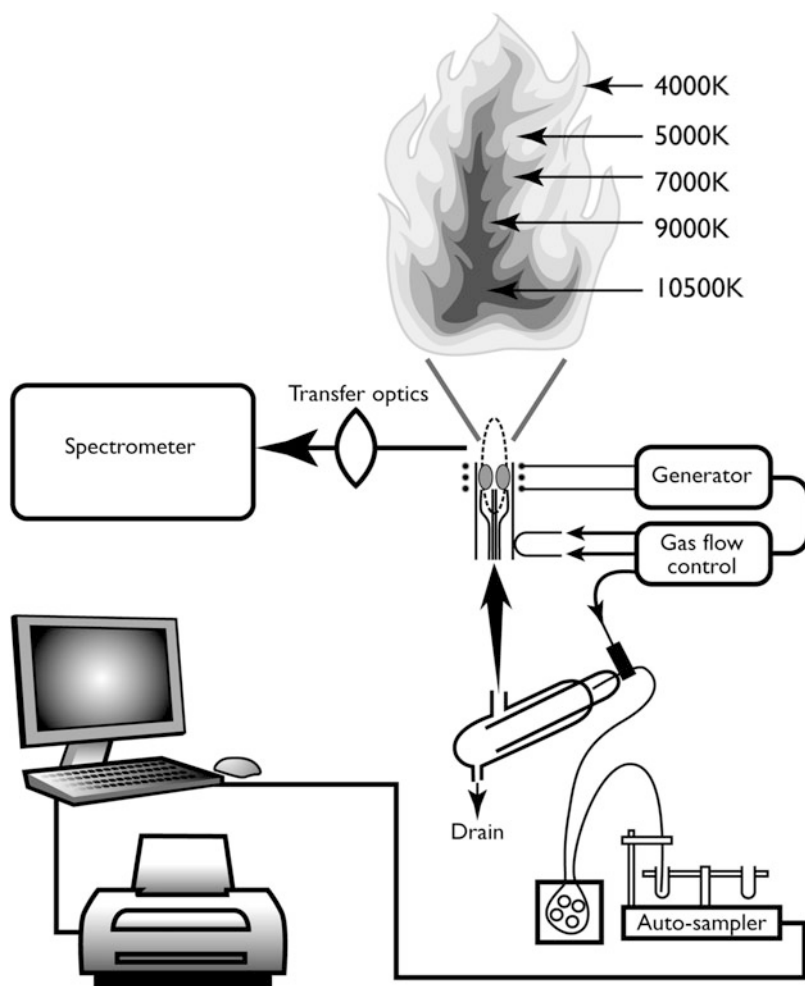 4000K
5000K
7000K
9000K
10500K
Transfer optics
Spectrometer
Generator
Gas flow
control
Drain
Auto-sampler